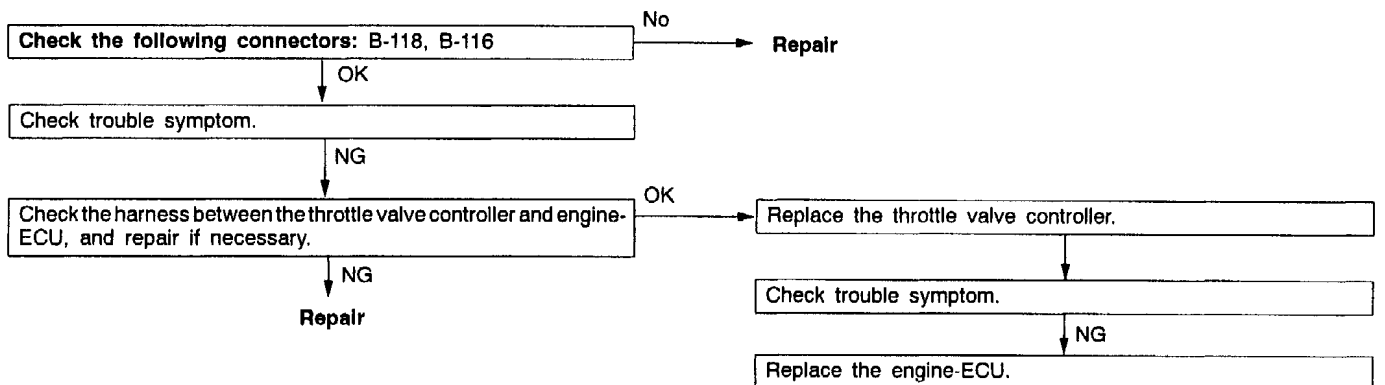 No
Check the following connectors: B-118, B-116
Repair
OK
Check trouble symptom.
NG
Check the harness between the throttle valve controller and engine-
ECU, and repair if necessary.
OK
Replace the throttle valve controller.
NG
Repair
Check trouble symptom.
NG
Replace the engine-ECU.